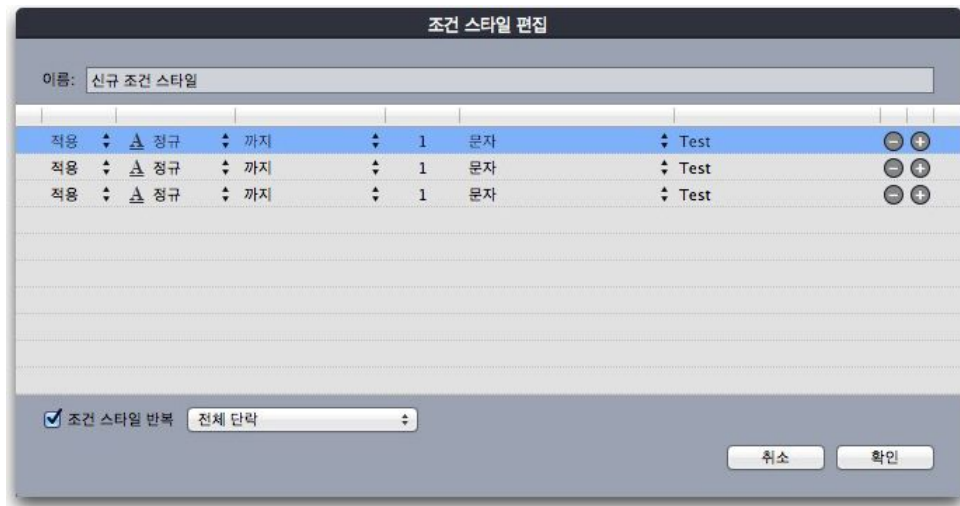 조건 스타일 편집
이름: 신규 조건 스타일
적용 A 정규 까지 1 문자 Test
적용 A 정규 까지 1 문자 Test
적용 A 정규 까지 1 문자 Test
조건 스타일 반복 전체 단락
취소 확인